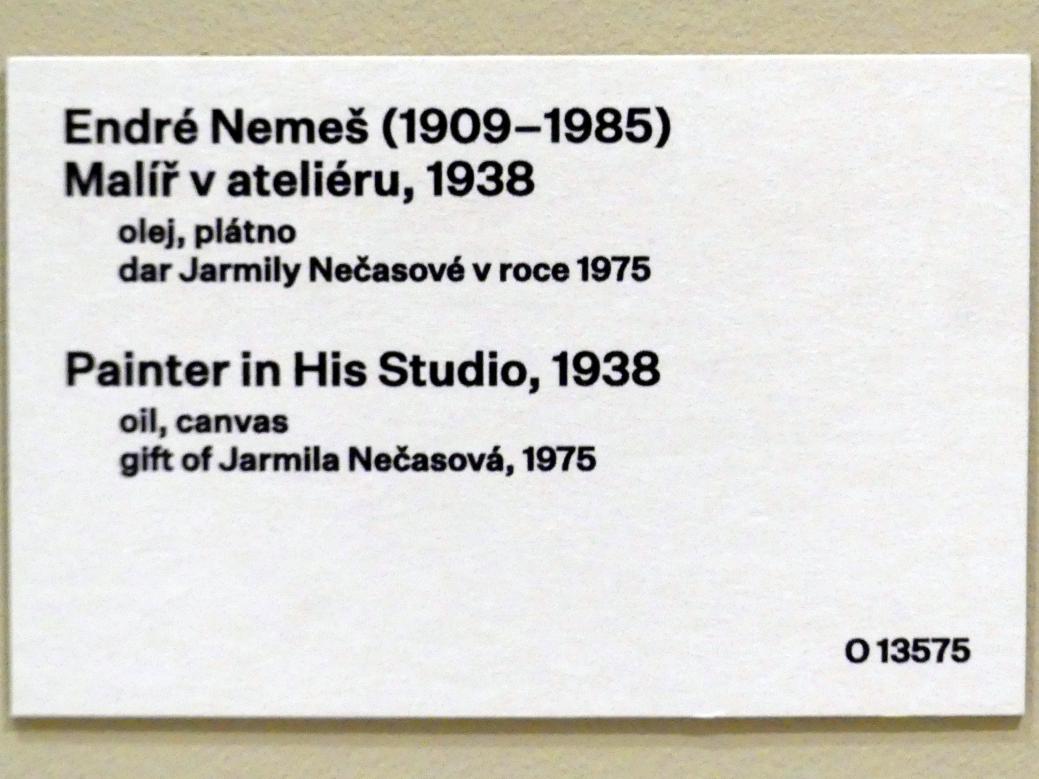 Endré Nemeš (1909–1985)
Malíř v ateliéru, 1938
olej, plátno
dar Jarmily Nečasové v roce 1975
Painter in His Studio, 1938
oil, canvas
gift of Jarmila Nečasová, 1975
O 13575